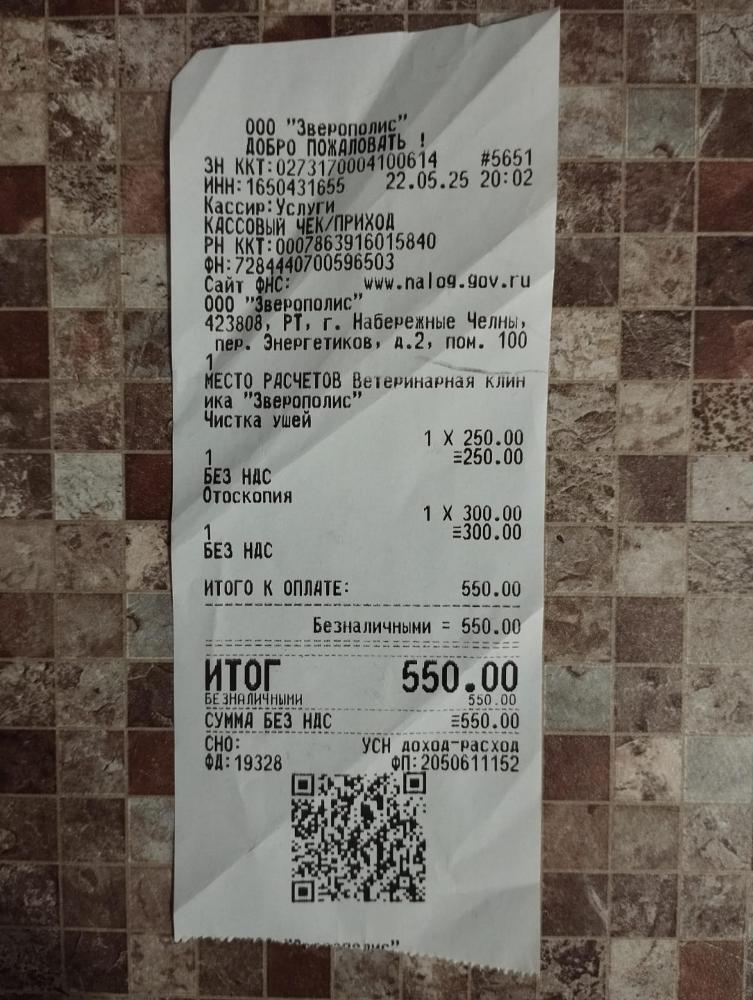 ООО "Зверополис"
ДОБРО ПОЖАЛОВАТЬ !
ЗН ККТ:0273170004100614 #5651
ИНН:1650431655 22.05.25 20:02
Кассир:Услуги
КАССОВЫЙ ЧЕК/ПРИХОД
РН ККТ:0007863916015840
ФН:7284440700596503
Сайт ФНС: www.nalog.gov.ru
ООО "Зверополис"
423808, РТ, г. Набережные Челны,
пер. Энергетиков, д.2, пом. 100
1
МЕСТО РАСЧЕТОВ Ветеринарная клин
ика "Зверополис"
Чистка ушей
1 X 250.00
1 ≡250.00
БЕЗ НДС
Отоскопия
1 X 300.00
1 ≡300.00
БЕЗ НДС
ИТОГО К ОПЛАТЕ: 550.00
Безналичными = 550.00
ИТОГ 550.00
БЕЗНАЛИЧНЫМИ 550.00
СУММА БЕЗ НДС ≡550.00
СНО: УСН доход-расход
ФД:19328 ФП:2050611152
"Зверополис"